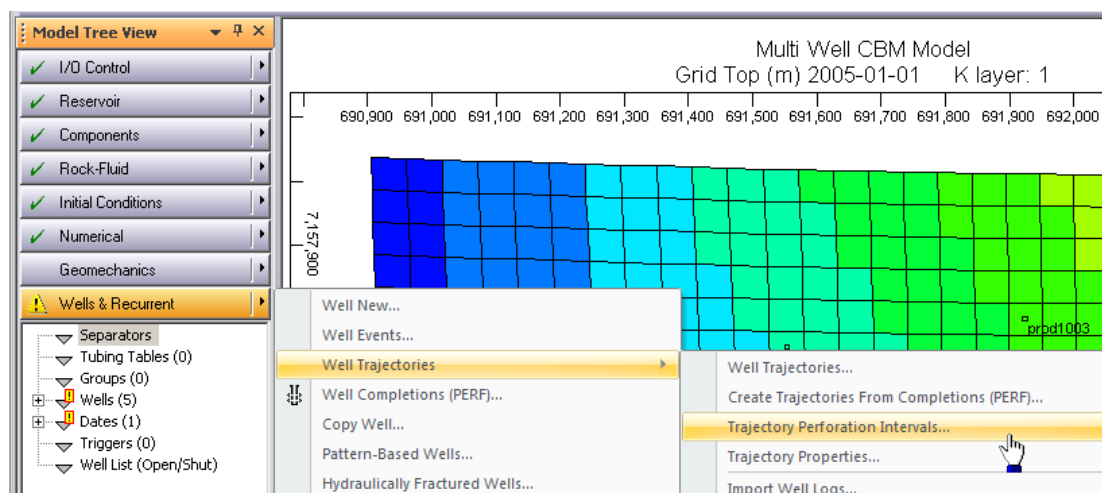 Model Tree View
I/O Control
Reservoir
Components
Rock-Fluid
Initial Conditions
Numerical
Geomechanics
Wells & Recurrent
Separators
Tubing Tables (0)
Groups (0)
Wells (5)
Dates (1)
Triggers (0)
Well List (Open/Shut)
Multi Well CBM Model
Grid Top (m) 2005-01-01 K layer: 1
690,900 691,000 691,100 691,200 691,300 691,400 691,500 691,600 691,700 691,800 691,900 692,000
7,157,900
prod1003
Well New...
Well Events...
Well Trajectories
Well Completions (PERF)...
Copy Well...
Pattern-Based Wells...
Hydraulically Fractured Wells...
Well Trajectories...
Create Trajectories From Completions (PERF)...
Trajectory Perforation Intervals...
Trajectory Properties...
Import Well Logs...